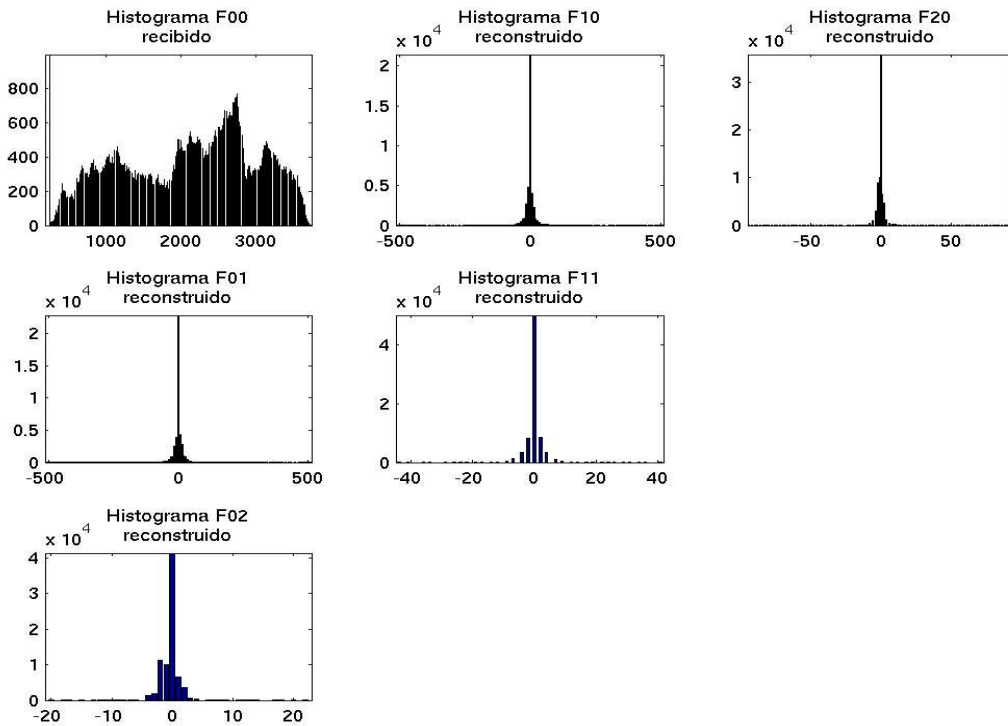 Histograma F00
recibido
800
600
400
200
0
1000 2000 3000
Histograma F10
reconstruido
x 10^4
2
1.5
1
0.5
0
-500 0 500
Histograma F20
reconstruido
x 10^4
3
2
1
0
-50 0 50
Histograma F01
reconstruido
x 10^4
2
1.5
1
0.5
0
-500 0 500
Histograma F11
reconstruido
x 10^4
4
2
0
-40 -20 0 20 40
Histograma F02
reconstruido
x 10^4
4
3
2
1
0
-20 -10 0 10 20